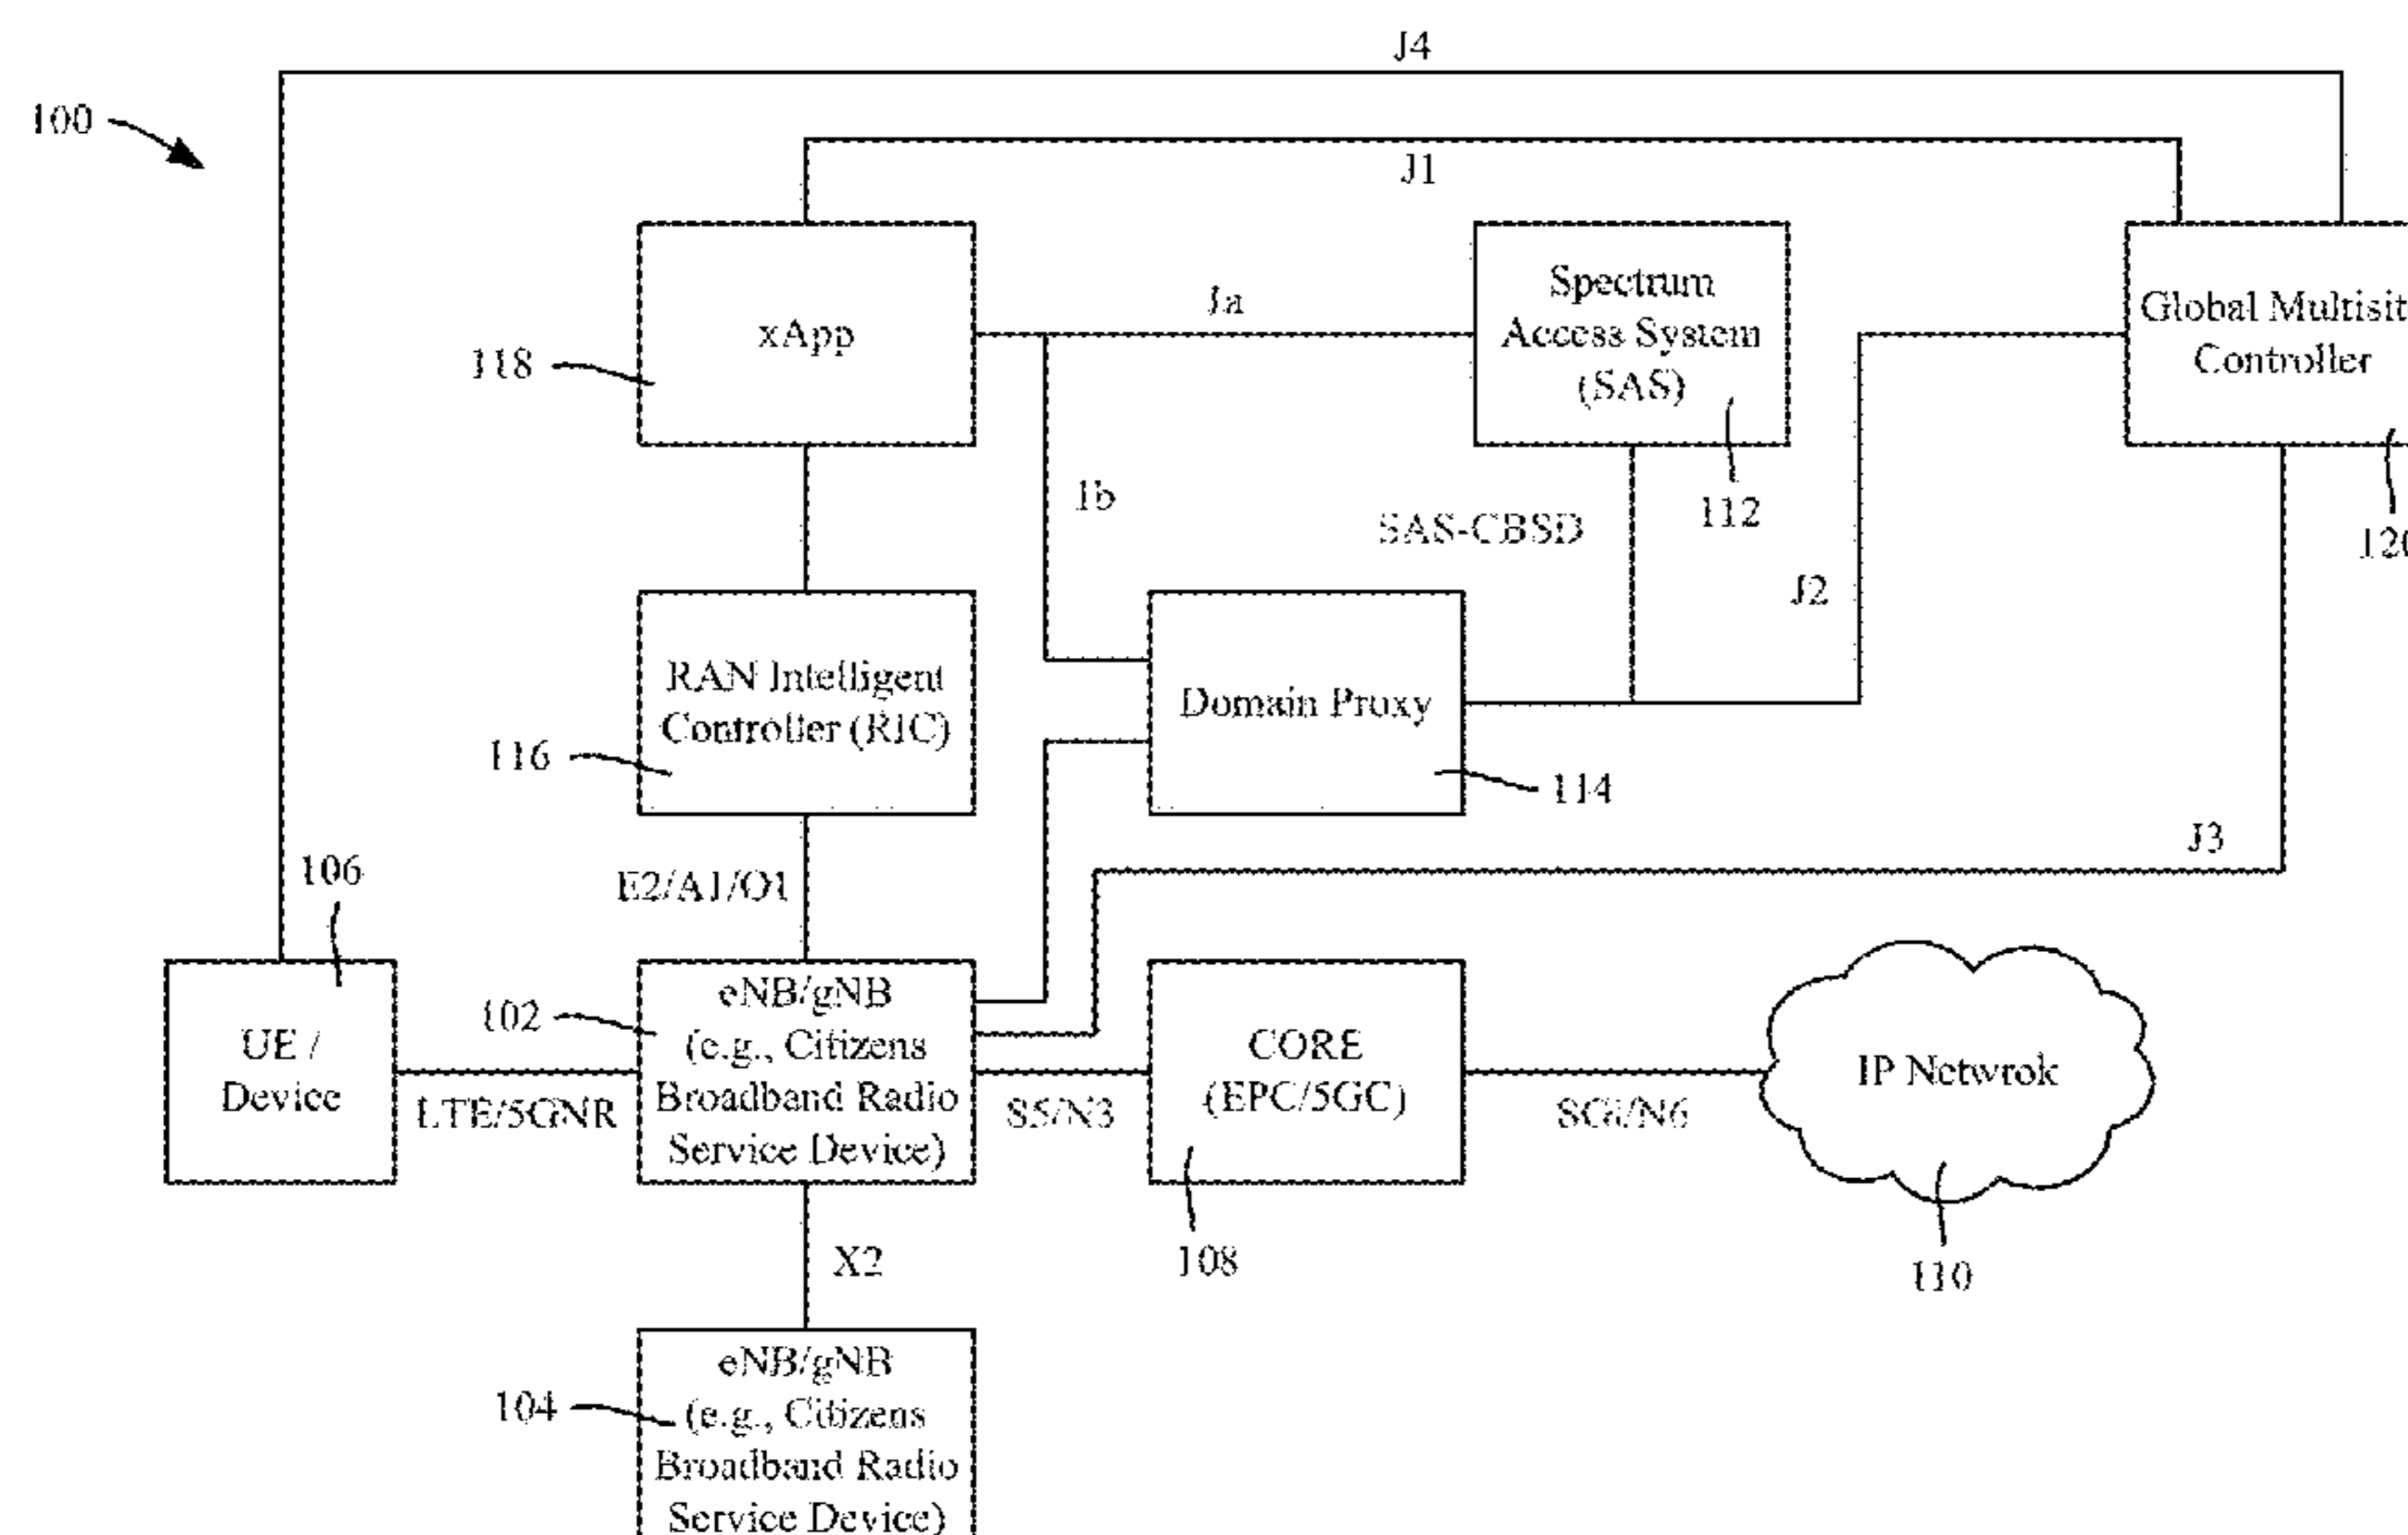 J4
100
J1
xApp
118
Ja
Spectrum
Access System
(SAS)
112
Global Multisit
Controller
120
Jb
SAS-CBSD
J2
RAN Intelligent
Controller (RIC)
116
Domain Proxy
114
J3
106
E2/A1/O1
UE /
Device
LTE/5GNR
102
eNB/gNB
(e.g., Citizens
Broadband Radio
Service Device)
S5/N3
CORE
(EPC/5GC)
108
SGi/N6
IP Netwrok
110
X2
104
eNB/gNB
(e.g., Citizens
Broadband Radio
Service Device)